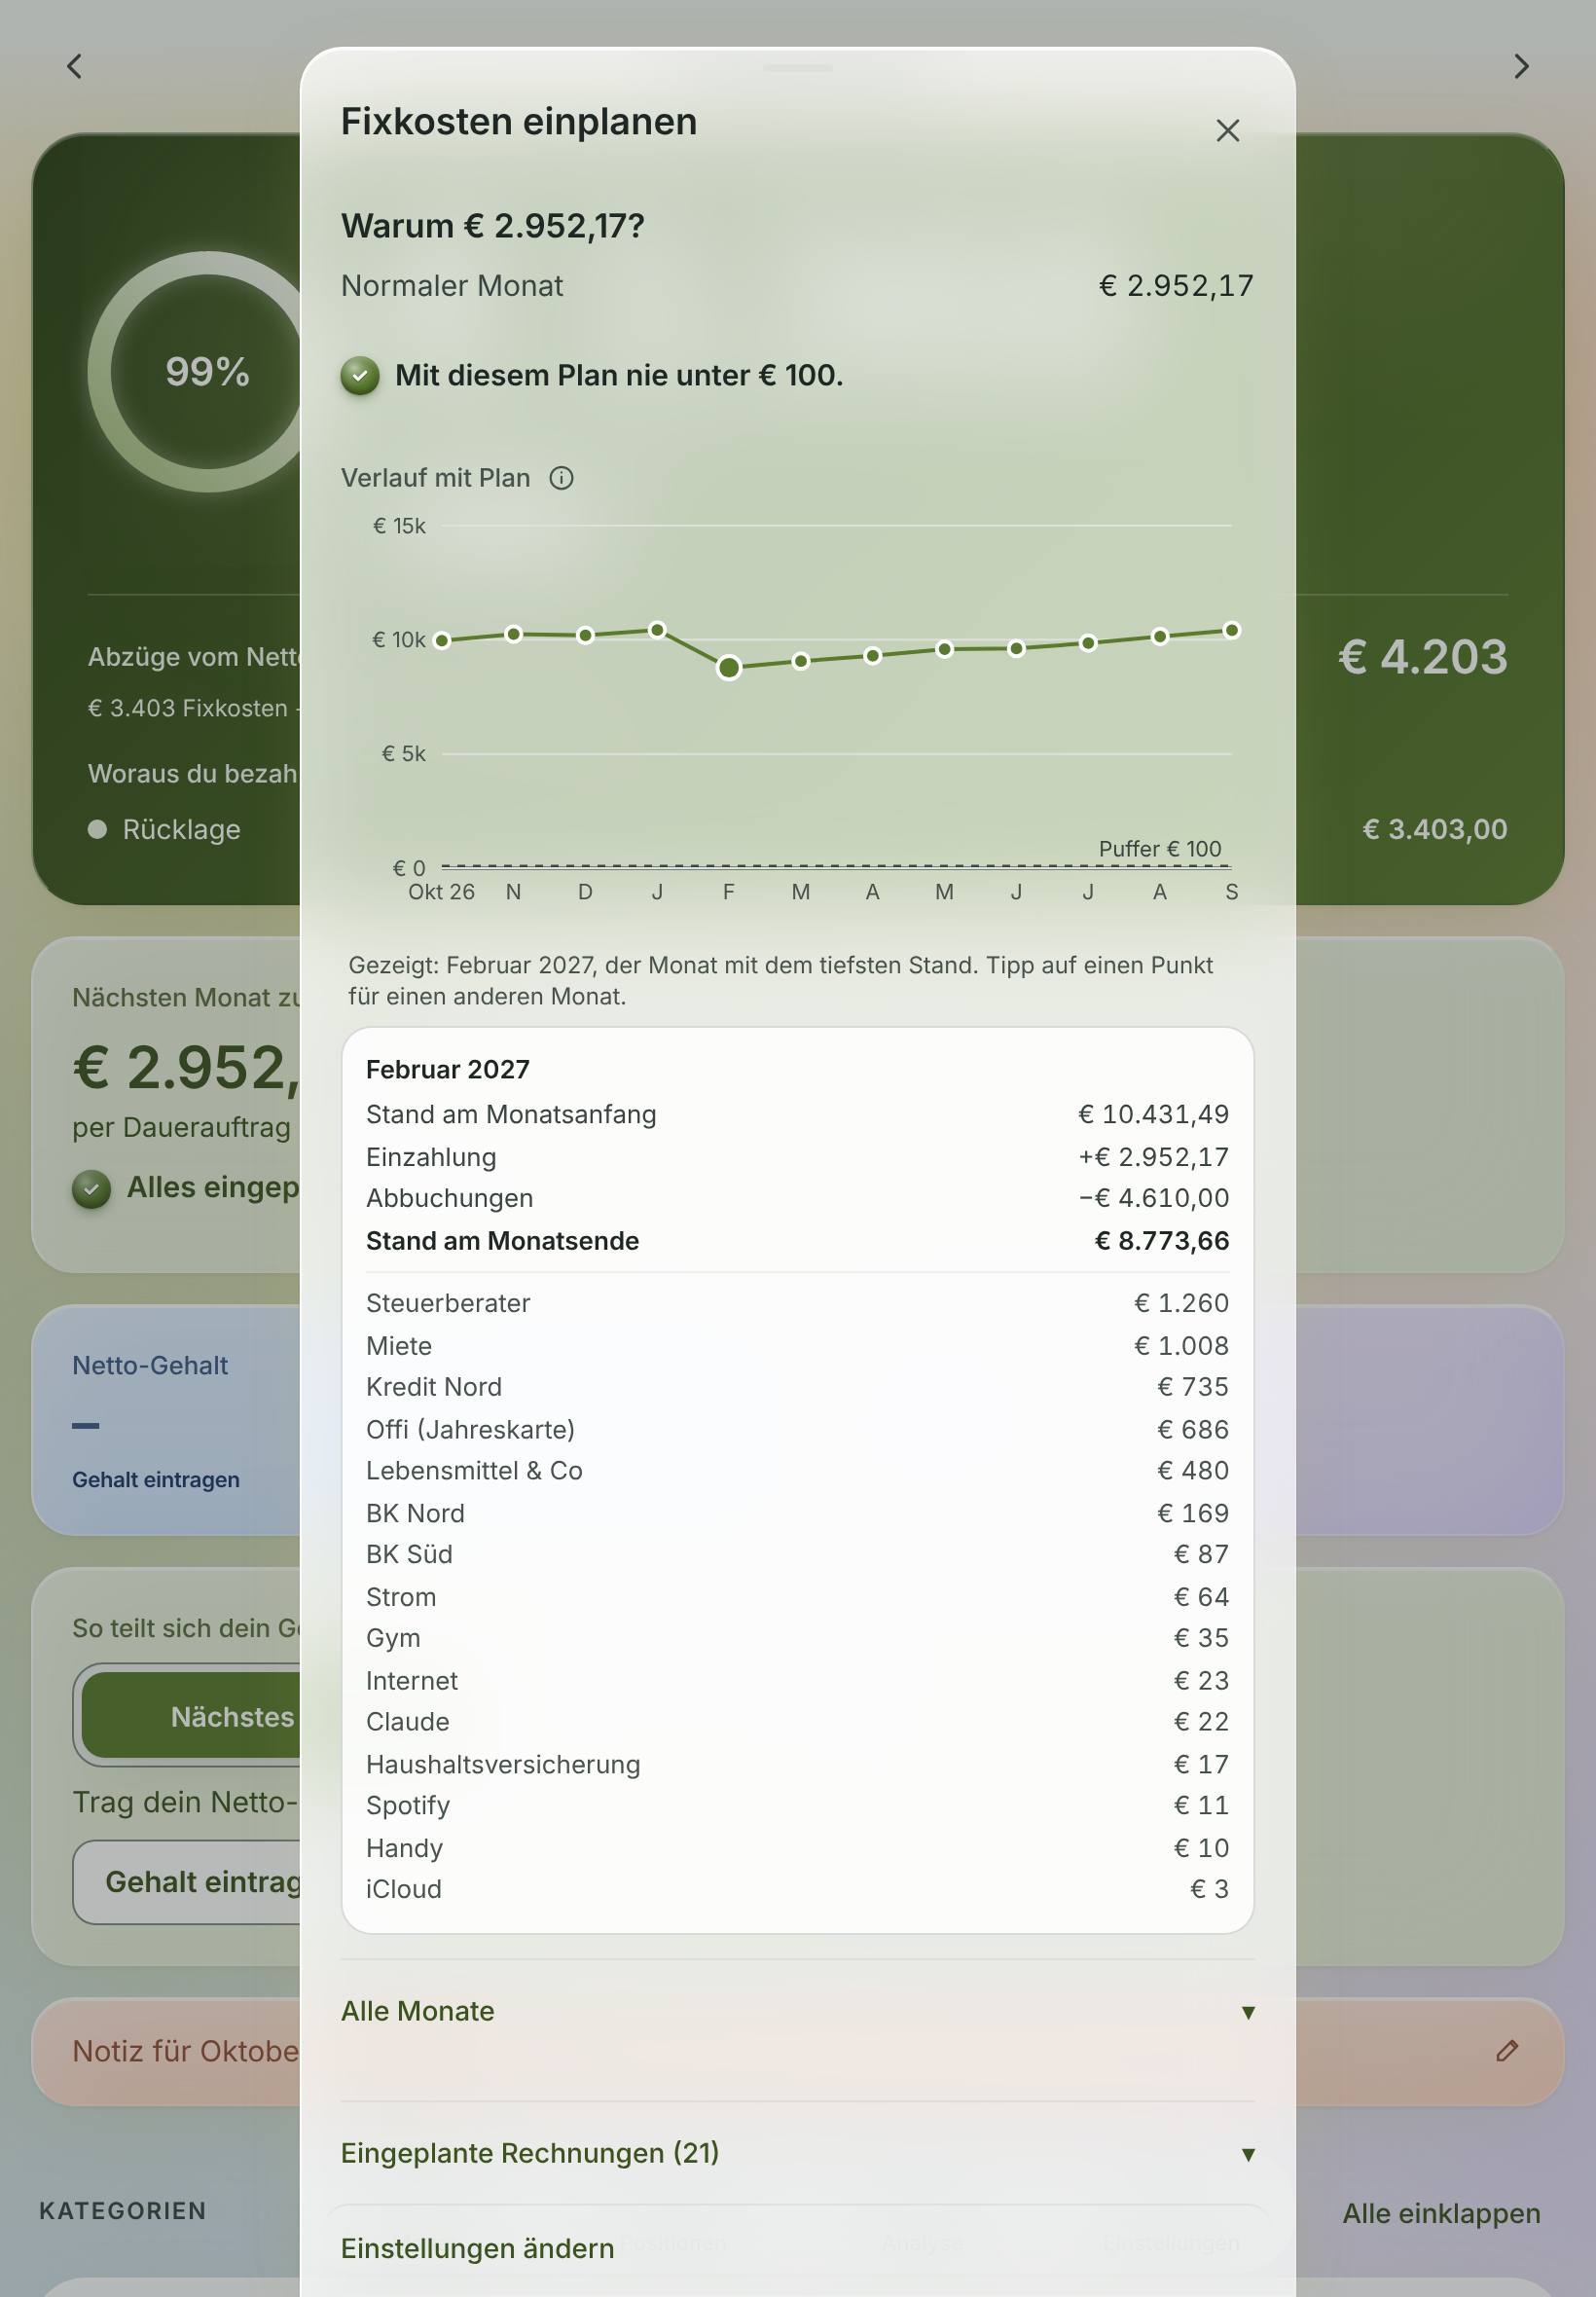 Fixkosten einplanen
Warum € 2.952,17?
Normaler Monat € 2.952,17
Mit diesem Plan nie unter € 100.
Verlauf mit Plan
€ 15k
€ 10k
€ 5k
Puffer € 100
€ 0
Okt 26 N D J F M A M J J A S
Gezeigt: Februar 2027, der Monat mit dem tiefsten Stand. Tipp auf einen Punkt
für einen anderen Monat.
Februar 2027
Stand am Monatsanfang € 10.431,49
Einzahlung +€ 2.952,17
Abbuchungen −€ 4.610,00
Stand am Monatsende € 8.773,66
Steuerberater € 1.260
Miete € 1.008
Kredit Nord € 735
Offi (Jahreskarte) € 686
Lebensmittel & Co € 480
BK Nord € 169
BK Süd € 87
Strom € 64
Gym € 35
Internet € 23
Claude € 22
Haushaltsversicherung € 17
Spotify € 11
Handy € 10
iCloud € 3
Alle Monate
Eingeplante Rechnungen (21)
Einstellungen ändern
99%
Abzüge vom Netto
€ 4.203
€ 3.403 Fixkosten
Woraus du bezah
Rücklage € 3.403,00
Nächsten Monat zu
€ 2.952,
per Dauerauftrag
Alles eingep
Netto-Gehalt
–
Gehalt eintragen
So teilt sich dein Ge
Nächstes
Trag dein Netto-
Gehalt eintrag
Notiz für Oktobe
KATEGORIEN
Alle einklappen
Positionen Analyse Einstellungen